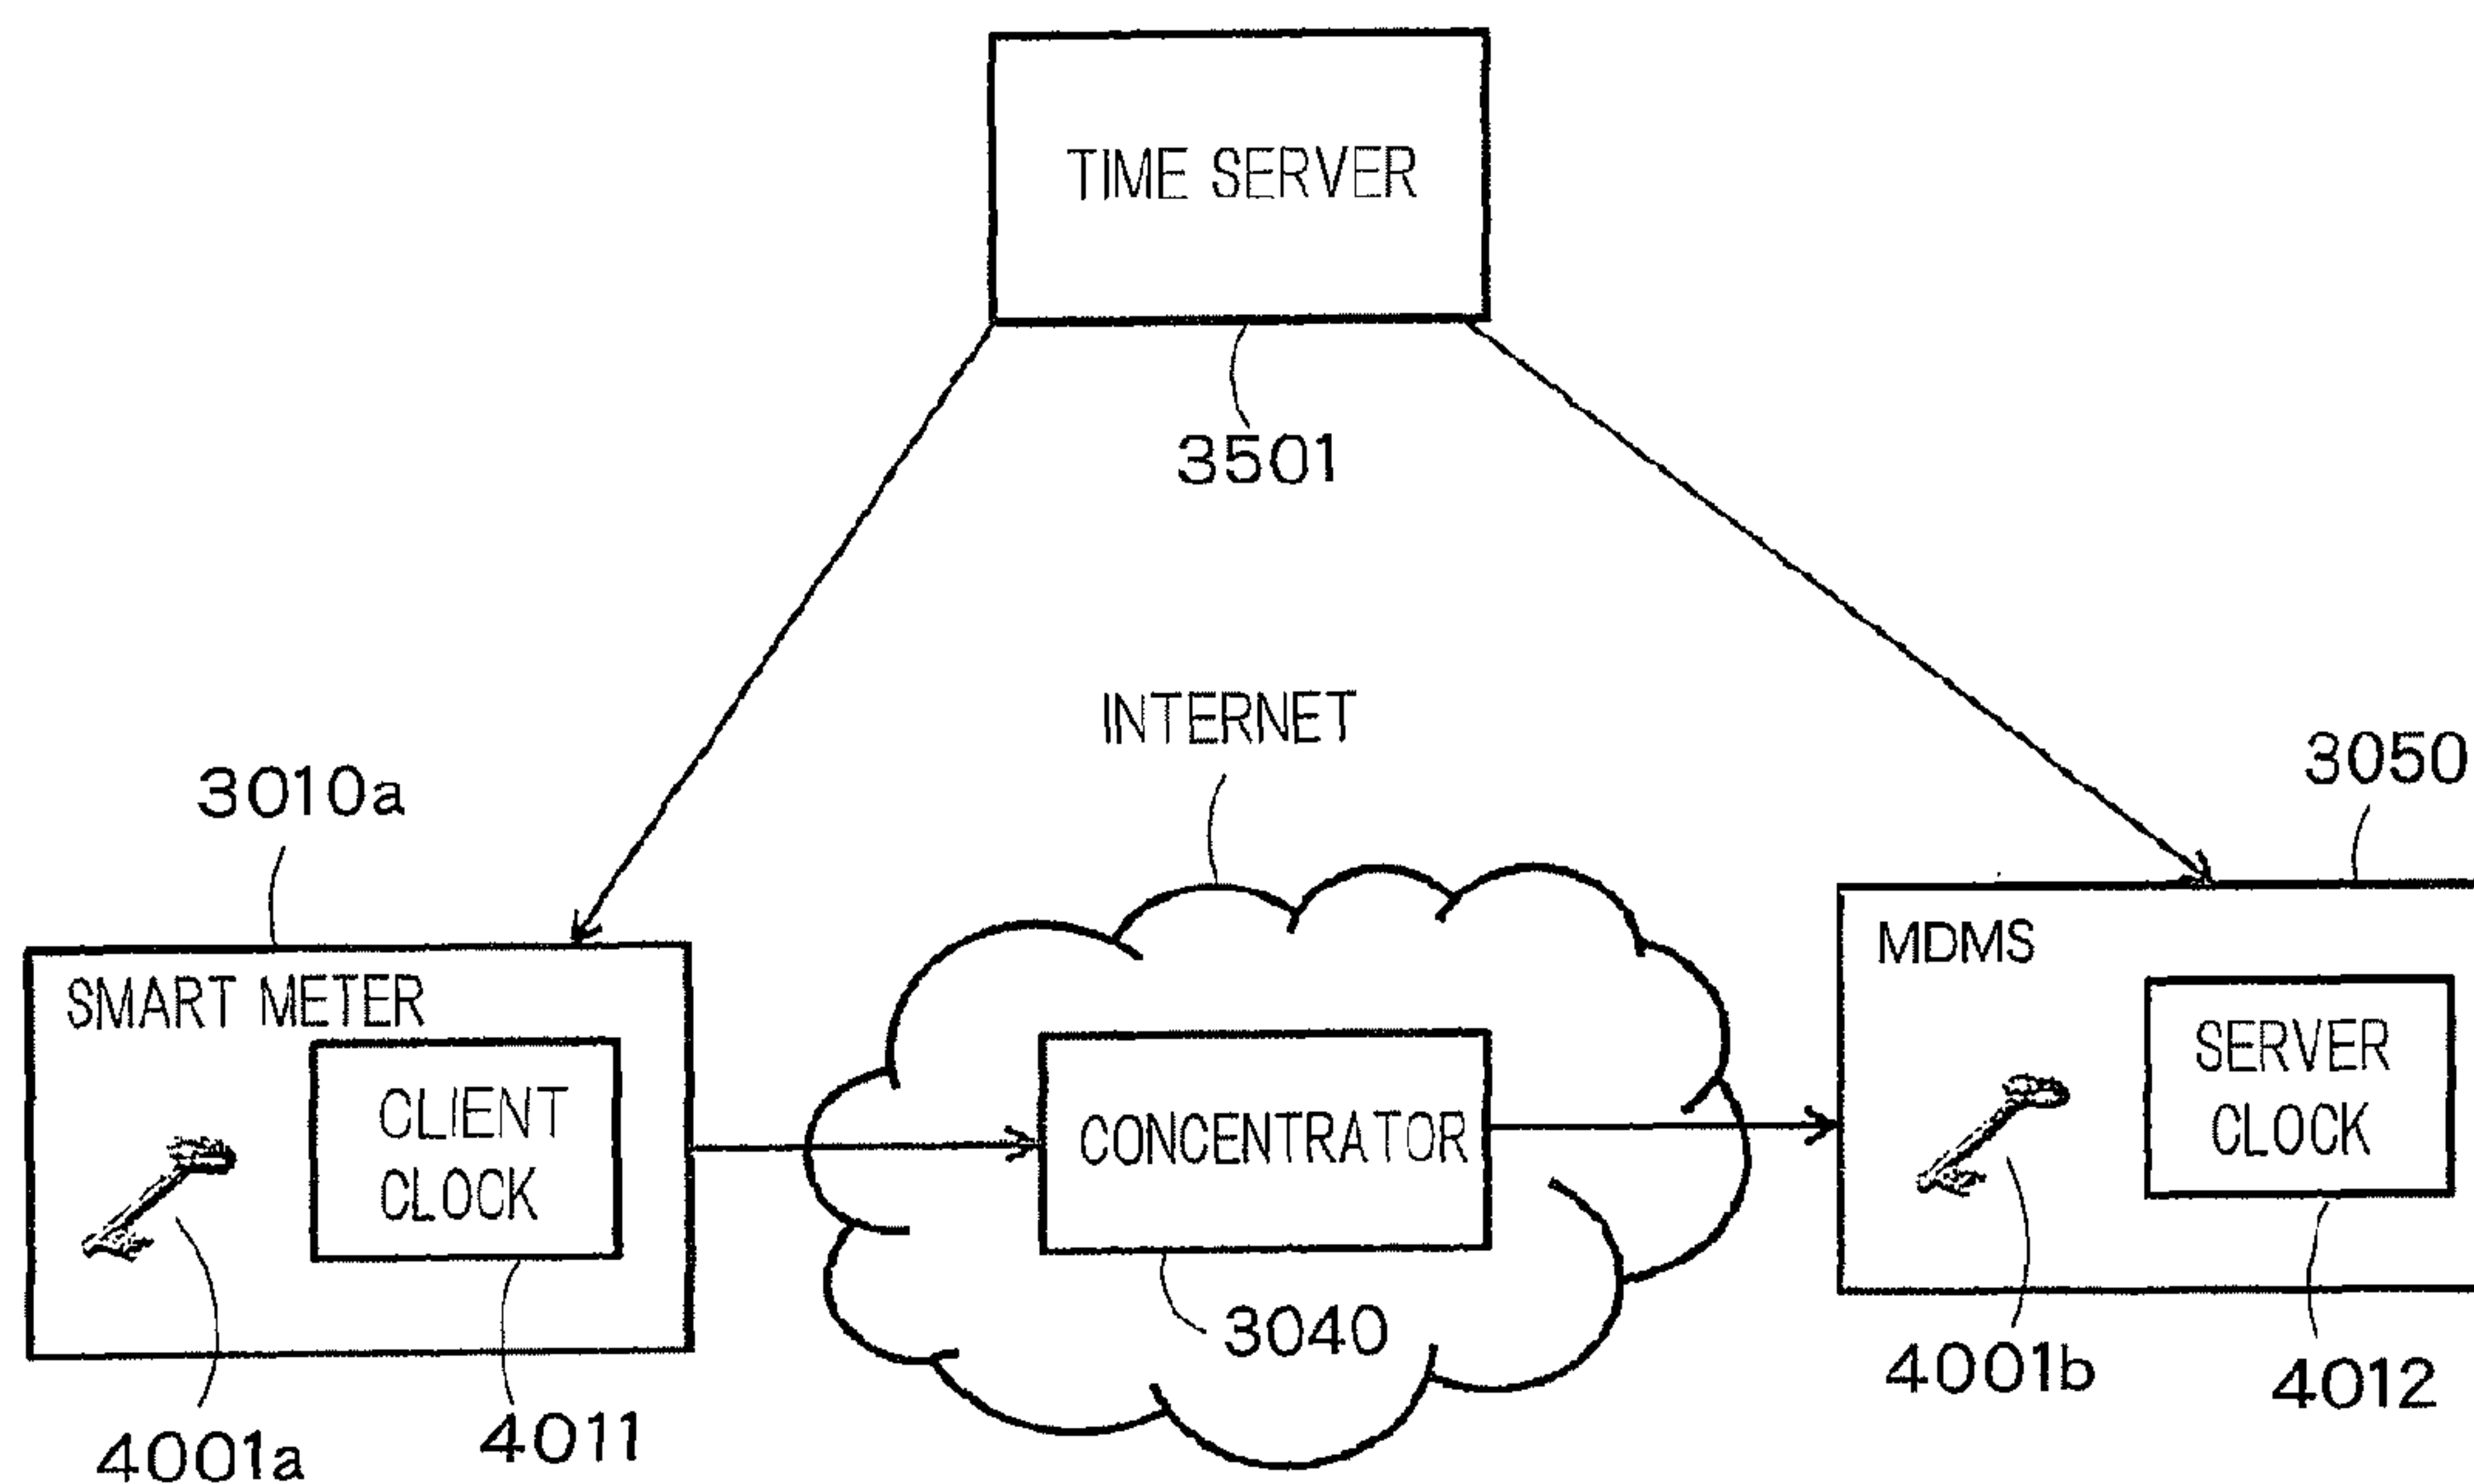 TIME SERVER
3501
INTERNET
3010a
3050
SMART METER
CLIENT
CLOCK
CONCENTRATOR
MDMS
SERVER
CLOCK
3040
4001a
4011
4001b
4012